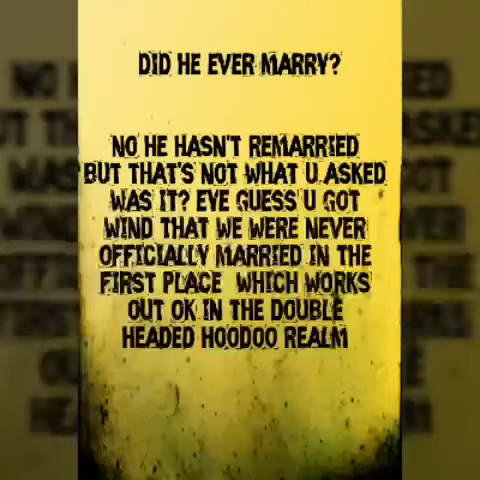 DID HE EVER MARRY?
NO HE HASN'T REMARRIED
BUT THAT'S NOT WHAT U ASKED
WAS IT? EYE GUESS U GOT
WIND THAT WE WERE NEVER
OFFICIALLY MARRIED IN THE
FIRST PLACE WHICH WORKS
OUT OK IN THE DOUBLE
HEADED HOODOO REALM